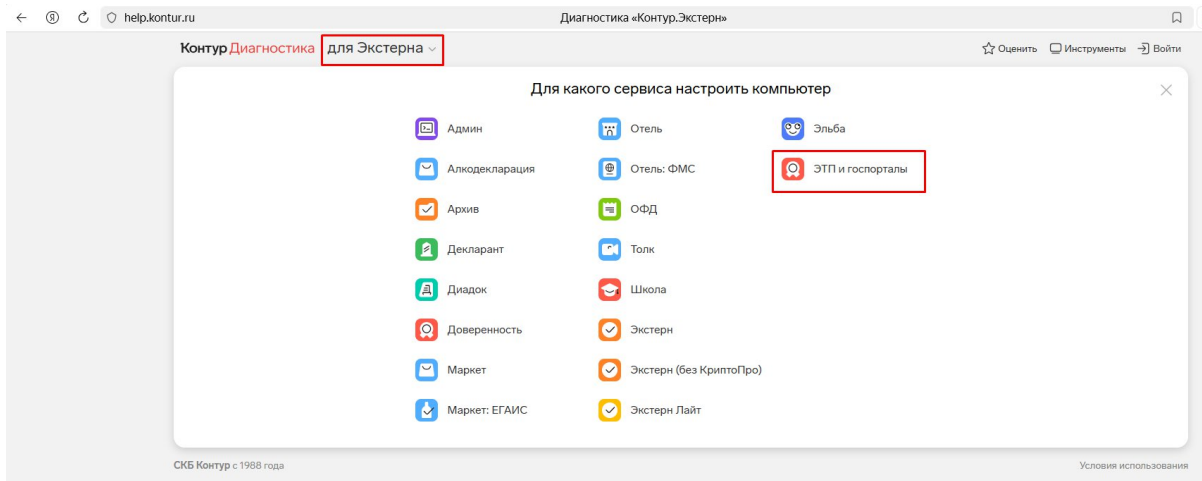 help.kontur.ru
Диагностика «Контур.Экстерн»
Контур Диагностика для Экстерна
Оценить Инструменты Войти
Для какого сервиса настроить компьютер
Админ
Алкодекларация
Архив
Декларант
Диадок
Доверенность
Маркет
Маркет: ЕГАИС
Отель
Отель: ФМС
ОФД
Толк
Школа
Экстерн
Экстерн (без КриптоПро)
Экстерн Лайт
Эльба
ЭТП и госпорталы
СКБ Контур с 1988 года
Условия использования